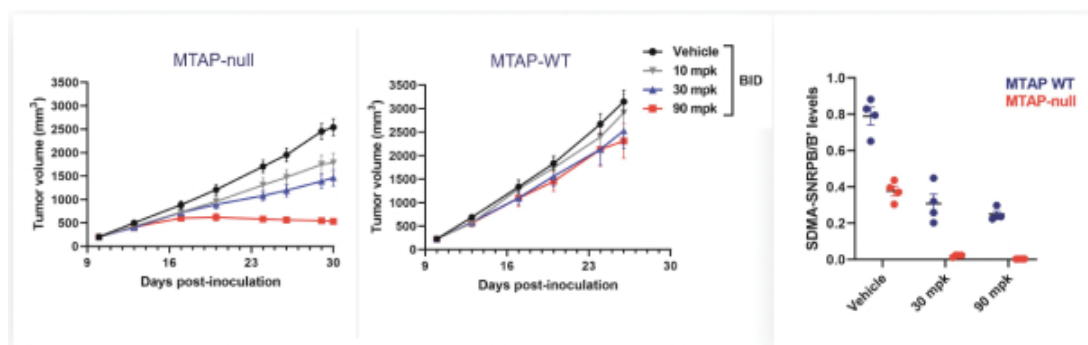 MTAP-null
Tumor volume (mm³)
3500
3000
2500
2000
1500
1000
500
0
9
16
23
30
Days post-inoculation
MTAP-WT
Vehicle
10 mpk
30 mpk
90 mpk
BID
Tumor volume (mm³)
3500
3000
2500
2000
1500
1000
500
0
9
16
23
30
Days post-inoculation
MTAP WT
MTAP-null
SDMA-SNRPB/B' levels
1.0
0.8
0.6
0.4
0.2
0.0
Vehicle
30 mpk
90 mpk